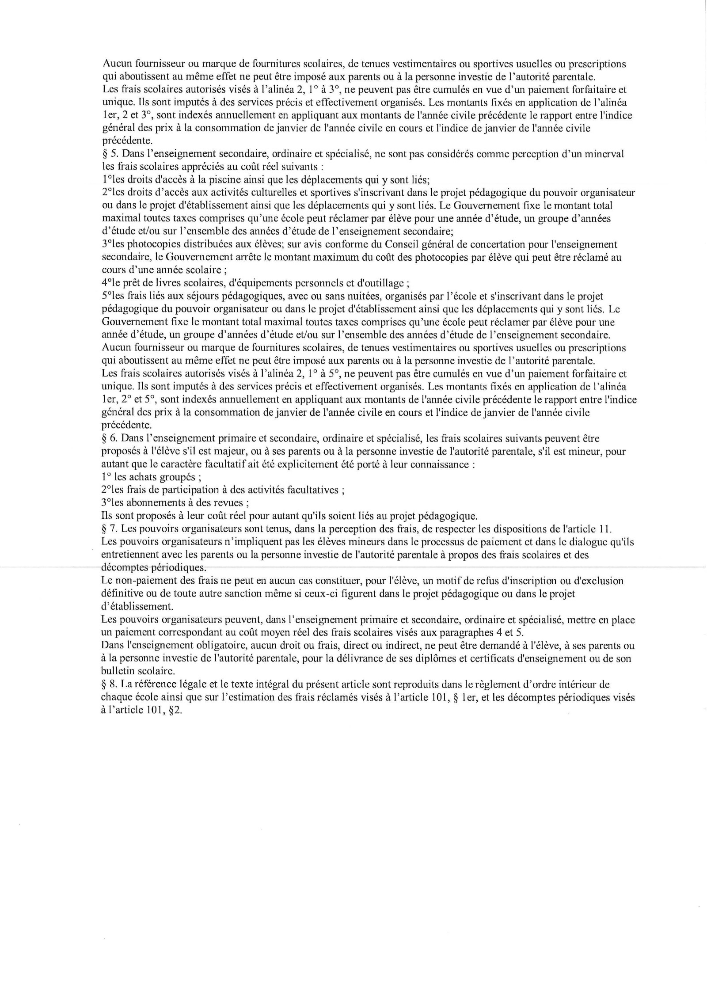 Aucun fournisseur ou marque de fournitures scolaires, de tenues vestimentaires ou sportives usuelles ou prescriptions
qui aboutissent au même effet ne peut être imposé aux parents ou à la personne investie de l’autorité parentale.
Les frais scolaires autorisés visés à l’alinéa 2, 1° à 3°, ne peuvent pas être cumulés en vue d’un paiement forfaitaire et
unique. Ils sont imputés à des services précis et effectivement organisés. Les montants fixés en application de l’alinéa
1er, 2 et 3°, sont indexés annuellement en appliquant aux montants de l'année civile précédente le rapport entre l'indice
général des prix à la consommation de janvier de l'année civile en cours et l'indice de janvier de l'année civile
précédente.
§ 5. Dans l’enseignement secondaire, ordinaire et spécialisé, ne sont pas considérés comme perception d’un minerval
les frais scolaires appréciés au coût réel suivants :
1°les droits d'accès à la piscine ainsi que les déplacements qui y sont liés;
2°les droits d’accès aux activités culturelles et sportives s'inscrivant dans le projet pédagogique du pouvoir organisateur
ou dans le projet d'établissement ainsi que les déplacements qui y sont liés. Le Gouvernement fixe le montant total
maximal toutes taxes comprises qu’une école peut réclamer par élève pour une année d’étude, un groupe d’années
d’étude et/ou sur l’ensemble des années d’étude de l’enseignement secondaire;
3°les photocopies distribuées aux élèves; sur avis conforme du Conseil général de concertation pour l'enseignement
secondaire, le Gouvernement arrête le montant maximum du coût des photocopies par élève qui peut être réclamé au
cours d’une année scolaire ;
4°le prêt de livres scolaires, d'équipements personnels et d'outillage ;
5°les frais liés aux séjours pédagogiques, avec ou sans nuitées, organisés par l’école et s'inscrivant dans le projet
pédagogique du pouvoir organisateur ou dans le projet d'établissement ainsi que les déplacements qui y sont liés. Le
Gouvernement fixe le montant total maximal toutes taxes comprises qu’une école peut réclamer par élève pour une
année d’étude, un groupe d’années d’étude et/ou sur l’ensemble des années d’étude de l’enseignement secondaire.
Aucun fournisseur ou marque de fournitures scolaires, de tenues vestimentaires ou sportives usuelles ou prescriptions
qui aboutissent au même effet ne peut être imposé aux parents ou à la personne investie de l’autorité parentale.
Les frais scolaires autorisés visés à l’alinéa 2, 1° à 5°, ne peuvent pas être cumulés en vue d’un paiement forfaitaire et
unique. Ils sont imputés à des services précis et effectivement organisés. Les montants fixés en application de l’alinéa
1er, 2° et 5°, sont indexés annuellement en appliquant aux montants de l'année civile précédente le rapport entre l'indice
général des prix à la consommation de janvier de l'année civile en cours et l'indice de janvier de l'année civile
précédente.
§ 6. Dans l’enseignement primaire et secondaire, ordinaire et spécialisé, les frais scolaires suivants peuvent être
proposés à l'élève s'il est majeur, ou à ses parents ou à la personne investie de l'autorité parentale, s'il est mineur, pour
autant que le caractère facultatif ait été explicitement été porté à leur connaissance :
1° les achats groupés ;
2°les frais de participation à des activités facultatives ;
3°les abonnements à des revues ;
Ils sont proposés à leur coût réel pour autant qu'ils soient liés au projet pédagogique.
§ 7. Les pouvoirs organisateurs sont tenus, dans la perception des frais, de respecter les dispositions de l'article 11.
Les pouvoirs organisateurs n’impliquent pas les élèves mineurs dans le processus de paiement et dans le dialogue qu'ils
entretiennent avec les parents ou la personne investie de l'autorité parentale à propos des frais scolaires et des
décomptes périodiques.
Le non-paiement des frais ne peut en aucun cas constituer, pour l'élève, un motif de refus d'inscription ou d'exclusion
définitive ou de toute autre sanction même si ceux-ci figurent dans le projet pédagogique ou dans le projet
d’établissement.
Les pouvoirs organisateurs peuvent, dans l’enseignement primaire et secondaire, ordinaire et spécialisé, mettre en place
un paiement correspondant au coût moyen réel des frais scolaires visés aux paragraphes 4 et 5.
Dans l'enseignement obligatoire, aucun droit ou frais, direct ou indirect, ne peut être demandé à l'élève, à ses parents ou
à la personne investie de l'autorité parentale, pour la délivrance de ses diplômes et certificats d'enseignement ou de son
bulletin scolaire.
§ 8. La référence légale et le texte intégral du présent article sont reproduits dans le règlement d’ordre intérieur de
chaque école ainsi que sur l’estimation des frais réclamés visés à l’article 101, § 1er, et les décomptes périodiques visés
à l’article 101, §2.